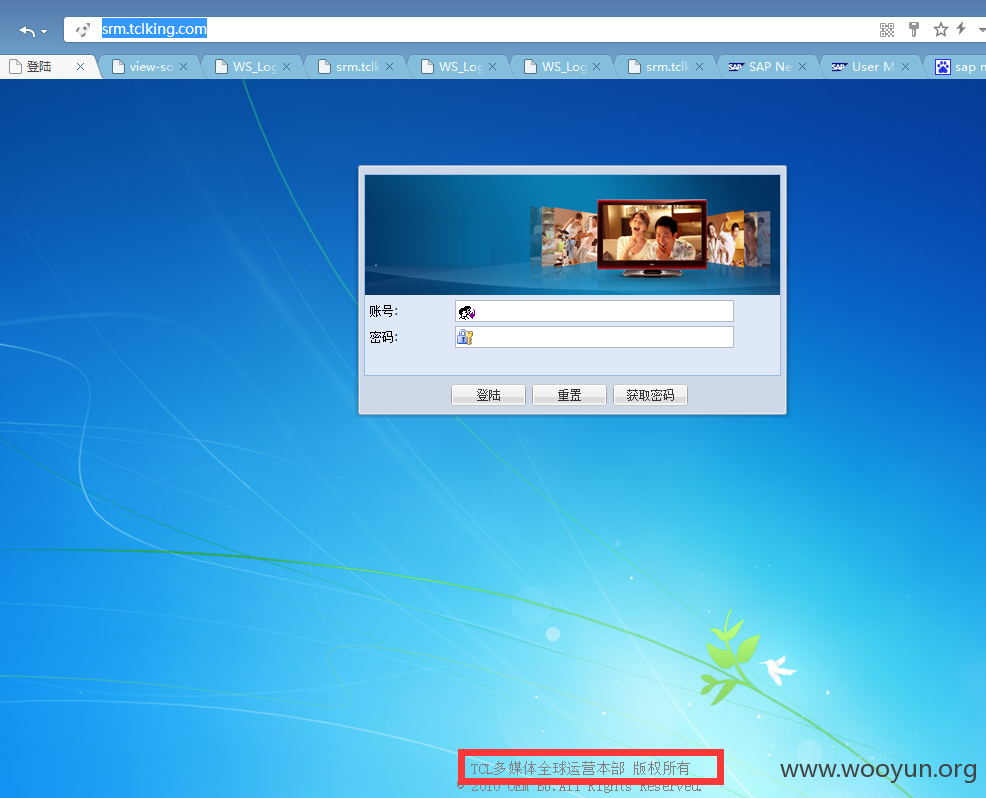 srm.tclking.com
登陆
view-so
WS_Log
srm.tclk
WS_Log
WS_Log
srm.tclk
SAP Ne
User M
sap m
账号:
密码:
登陆 重置 获取密码
TCL多媒体全球运营本部 版权所有
© 2010 OEM BU.All Rights Reserved.
www.wooyun.org